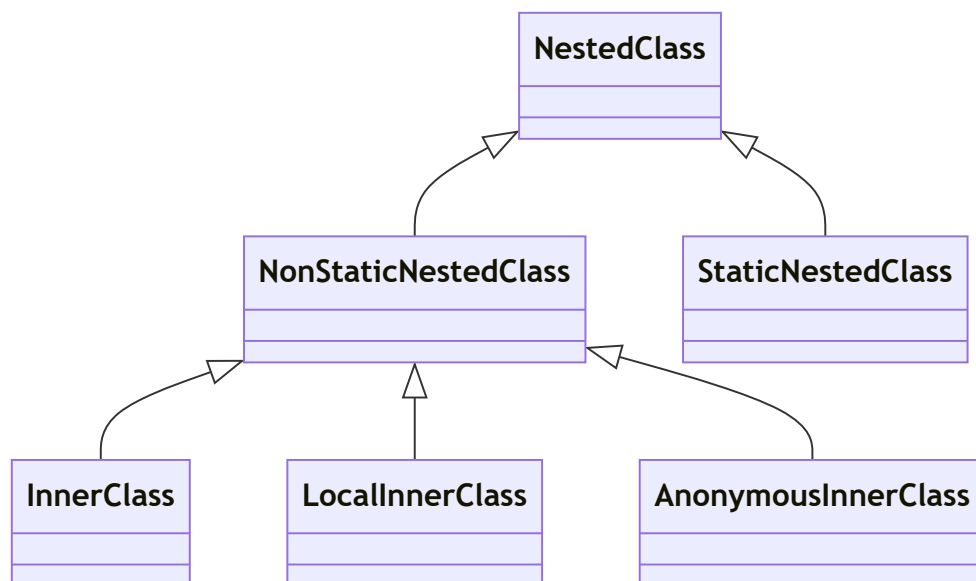 NestedClass
NonStaticNestedClass
StaticNestedClass
InnerClass
LocalInnerClass
AnonymousInnerClass